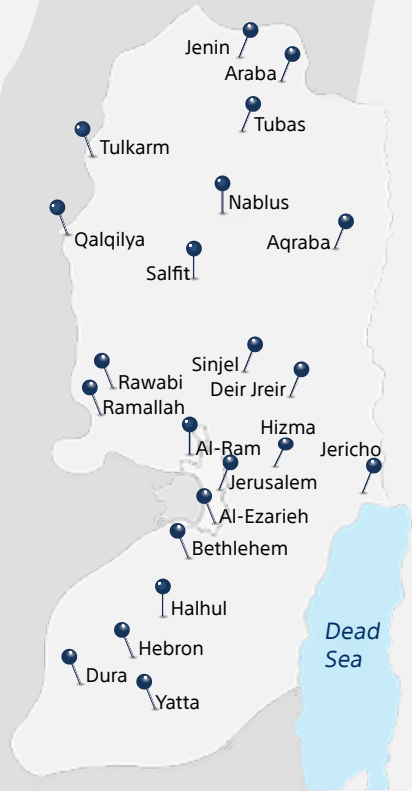 Jenin
Araba
Tubas
Tulkarm
Nablus
Qalqilya
Aqraba
Salfit
Sinjel
Rawabi
Deir Jreir
Ramallah
Hizma
Al-Ram
Jericho
Jerusalem
Al-Ezarieh
Bethlehem
Halhul
Dead
Sea
Hebron
Dura
Yatta